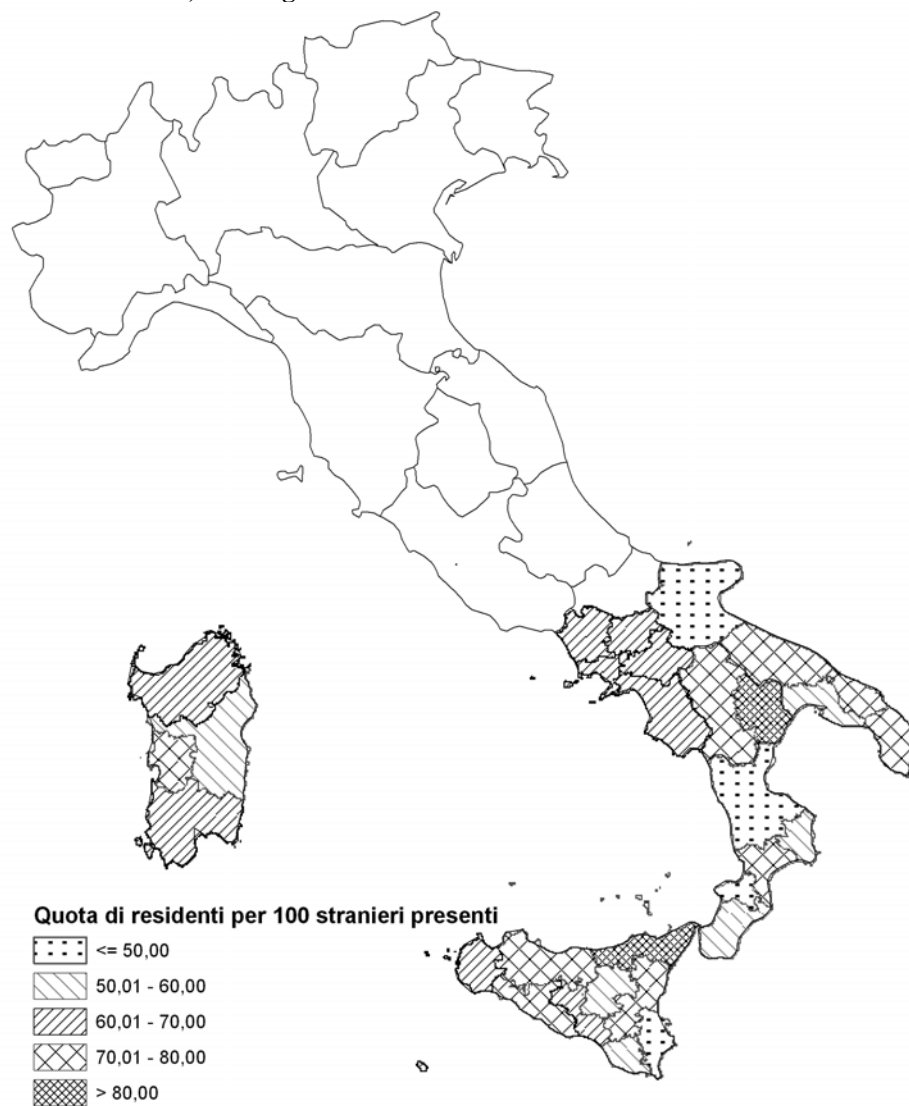 Quota di residenti per 100 stranieri presenti
<= 50,00
50,01 - 60,00
60,01 - 70,00
70,01 - 80,00
> 80,00